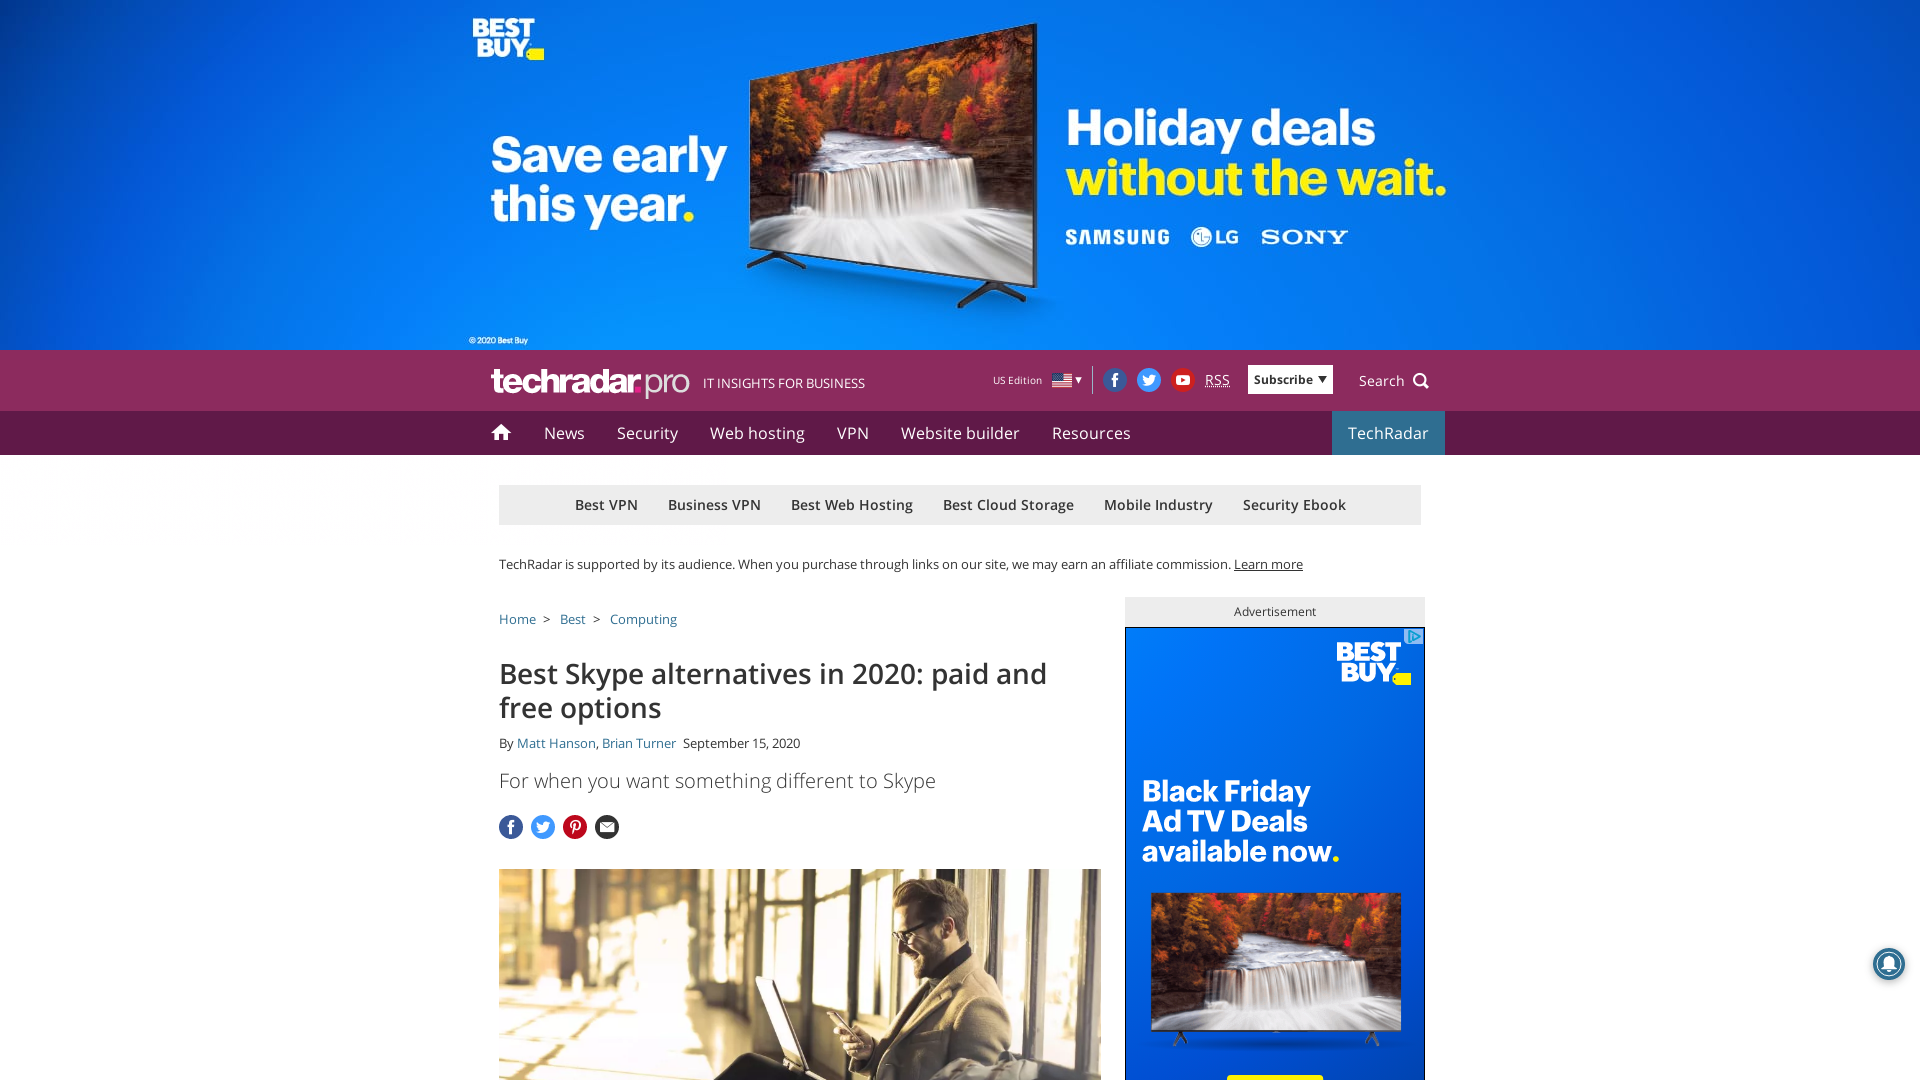 BEST
BUY
Save early
this year.
Holiday deals
without the wait.
SAMSUNG LG SONY
© 2020 Best Buy
techradar.pro IT INSIGHTS FOR BUSINESS
US Edition RSS Subscribe Search
News Security Web hosting VPN Website builder Resources TechRadar
Best VPN Business VPN Best Web Hosting Best Cloud Storage Mobile Industry Security Ebook
TechRadar is supported by its audience. When you purchase through links on our site, we may earn an affiliate commission. Learn more
Home > Best > Computing
Best Skype alternatives in 2020: paid and
free options
By Matt Hanson, Brian Turner September 15, 2020
For when you want something different to Skype
Advertisement
BEST
BUY
Black Friday
Ad TV Deals
available now.